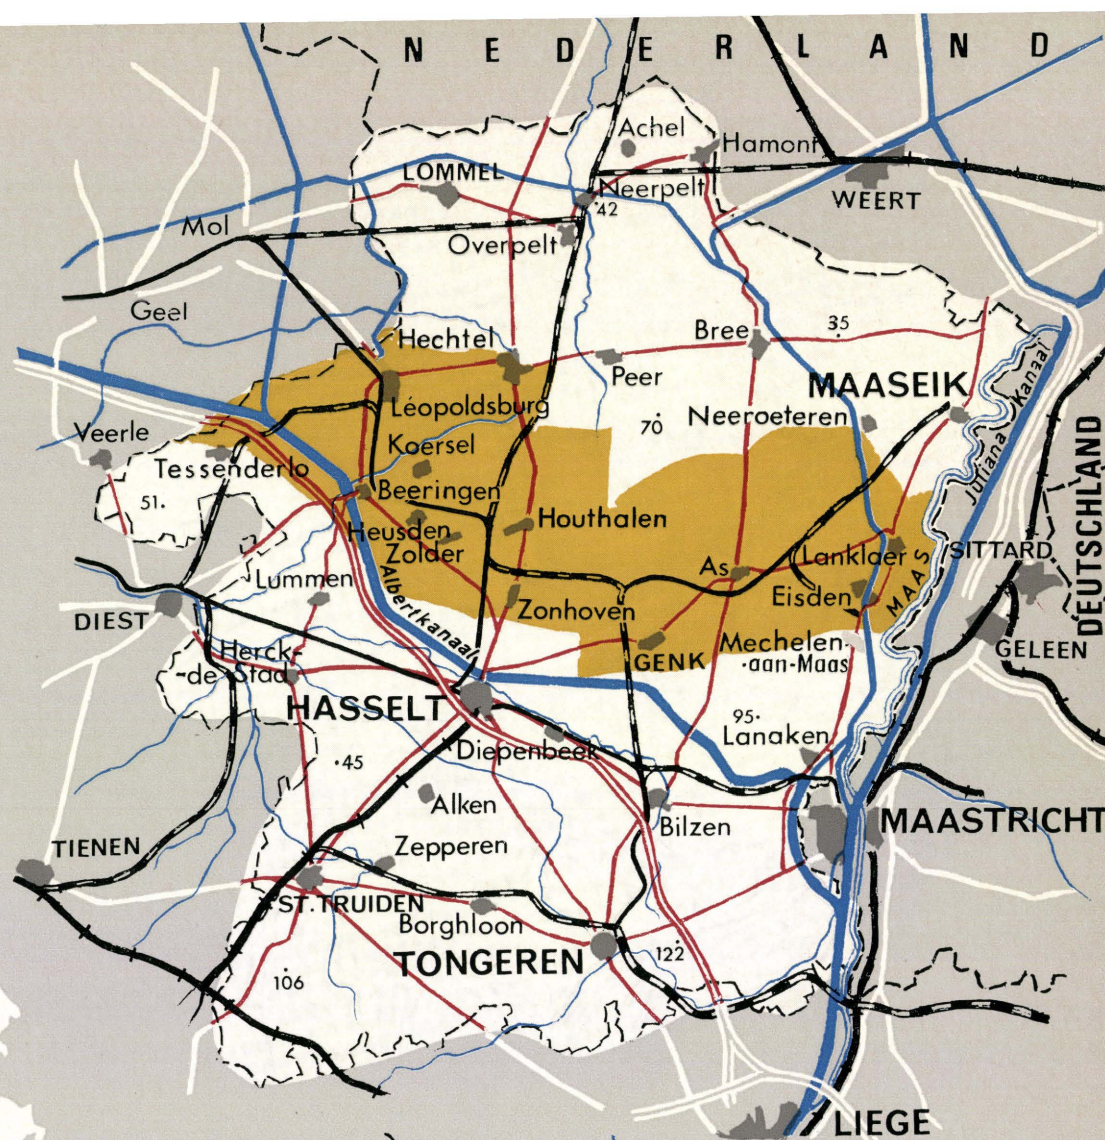 NEDERLAND
Achel
Hamont
LOMMEL
Neerpelt
WEERT
42
Mol
Overpelt
Geel
Hechtel
Bree
35
Peer
MAASEIK
Léopoldsburg
70
Neeroeteren
Juliana Kanaal
Veerle
Koersel
DEUTSCHLAND
Tessenderlo
51
Beeringen
Houthalen
Heusden
Zolder
Lanklaer
SITTARD
As
MAAS
Lummen
Albertkanaal
Eisden
DIEST
Zonhoven
Herck-
-de-Stad
GENK
Mechelen-
-aan-Maas
GELEEN
HASSELT
95
Lanaken
Diepenbeek
45
Alken
Bilzen
MAASTRICHT
TIENEN
Zepperen
ST. TRUIDEN
Borghloon
TONGEREN
122
106
LIEGE